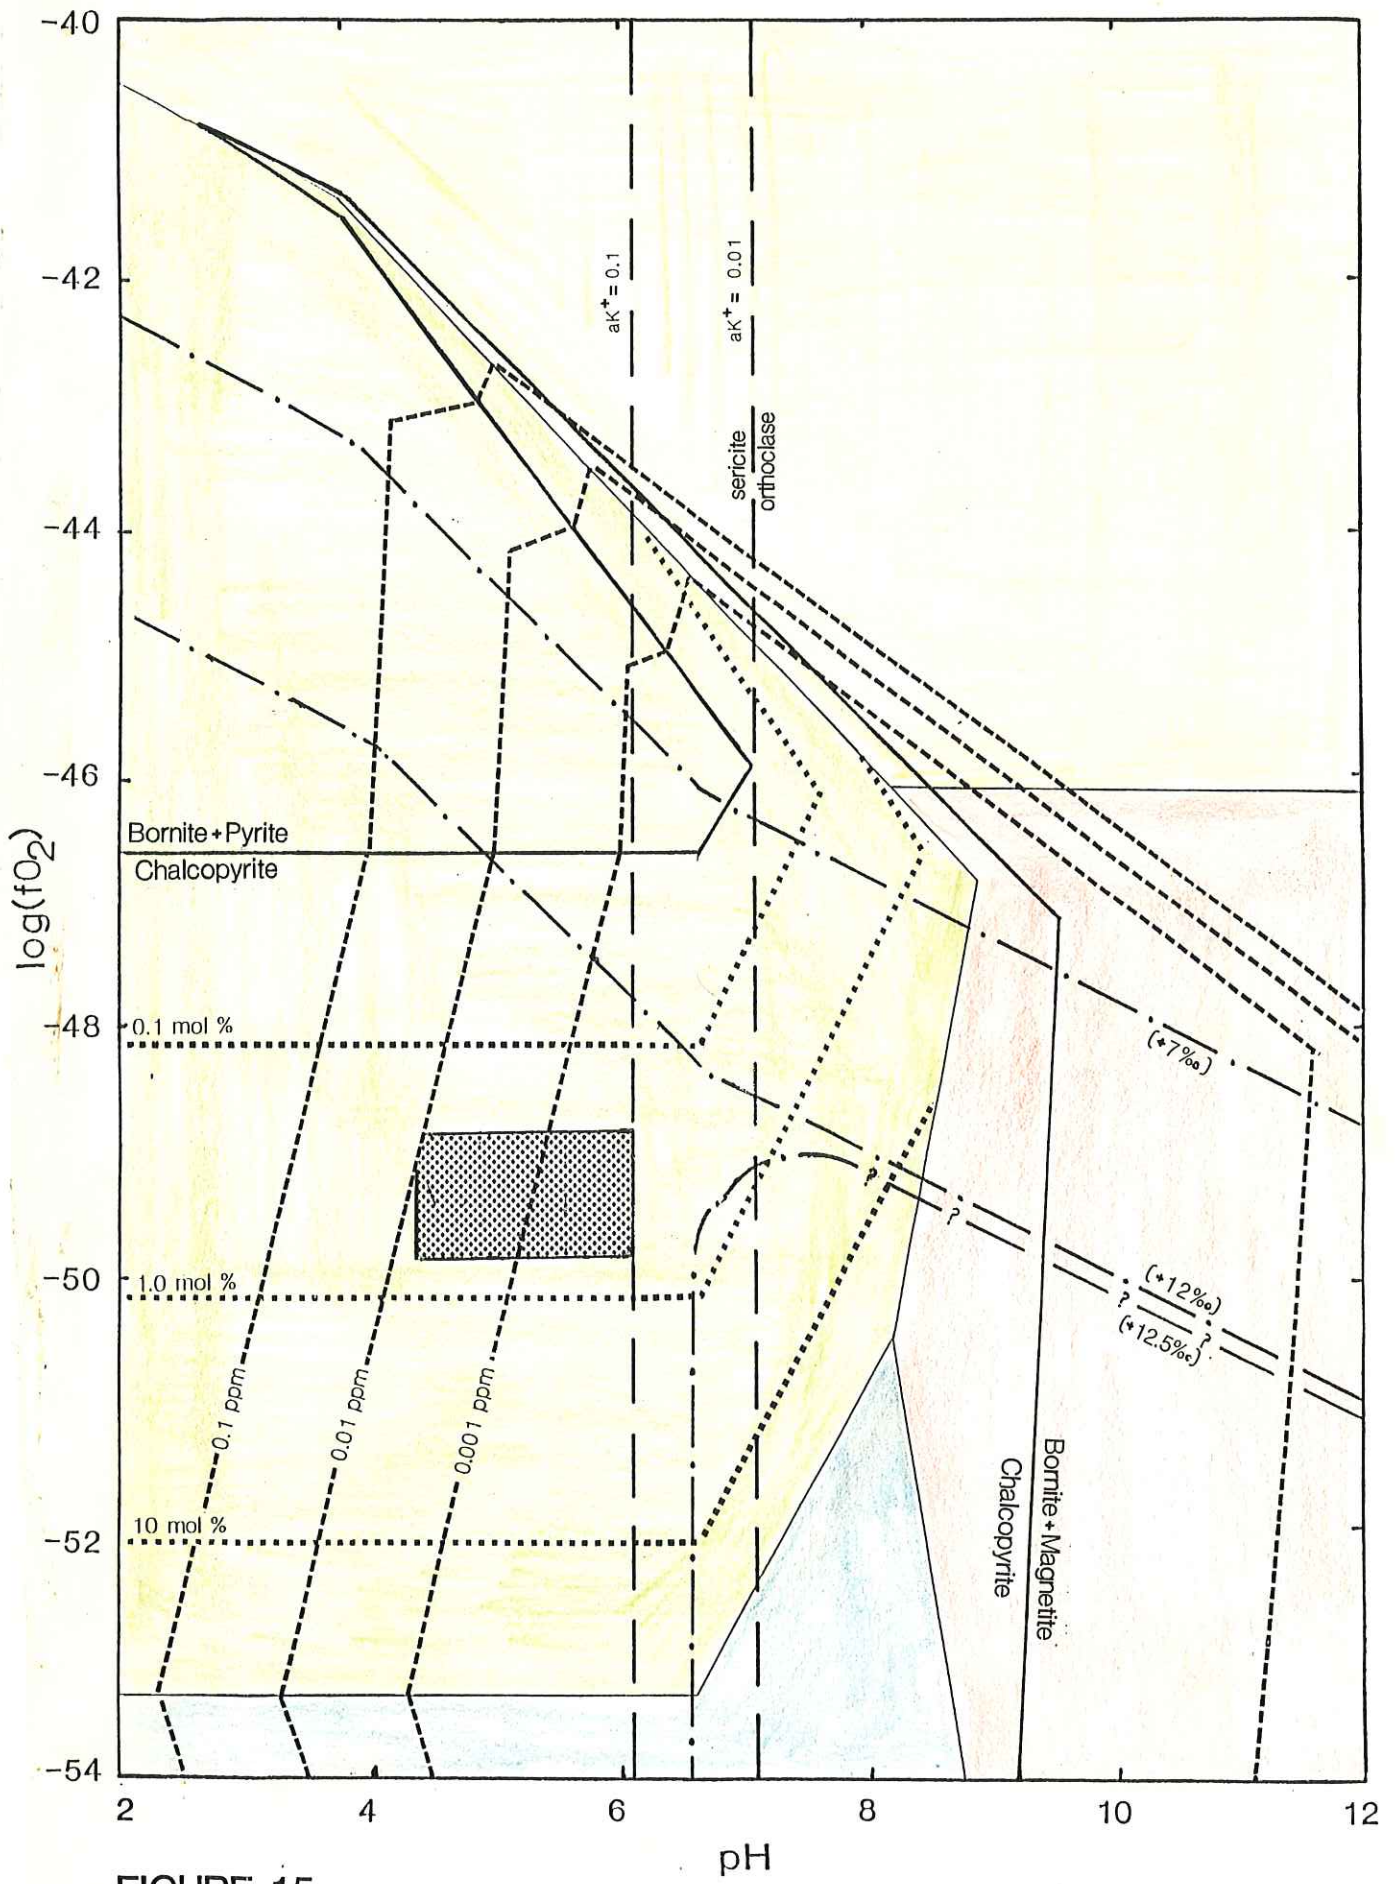 -40
-42
-44
-46
-48
-50
-52
-54
log(fO2)
aK+ = 0.1
aK+ = 0.01
sericite
orthoclase
Bornite + Pyrite
Chalcopyrite
0.1 mol %
(+7‰)
?
?
1.0 mol %
(+12‰)
?
?
(+12.5‰)
0.1 ppm
0.01 ppm
0.001 ppm
Chalcopyrite
Bornite + Magnetite
10 mol %
2
4
6
8
10
12
pH
FIGURE 15